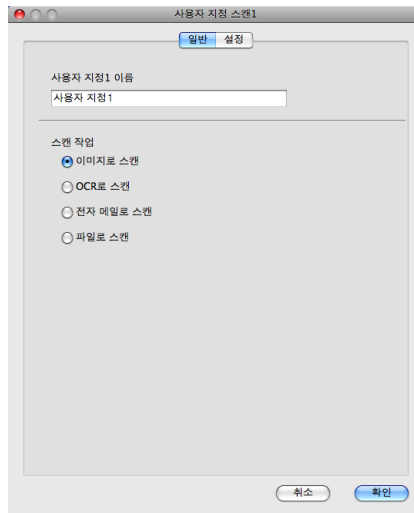 사용자 지정 스캔1
일반 설정
사용자 지정1 이름
사용자 지정1
스캔 작업
이미지로 스캔
OCR로 스캔
전자 메일로 스캔
파일로 스캔
취소 확인